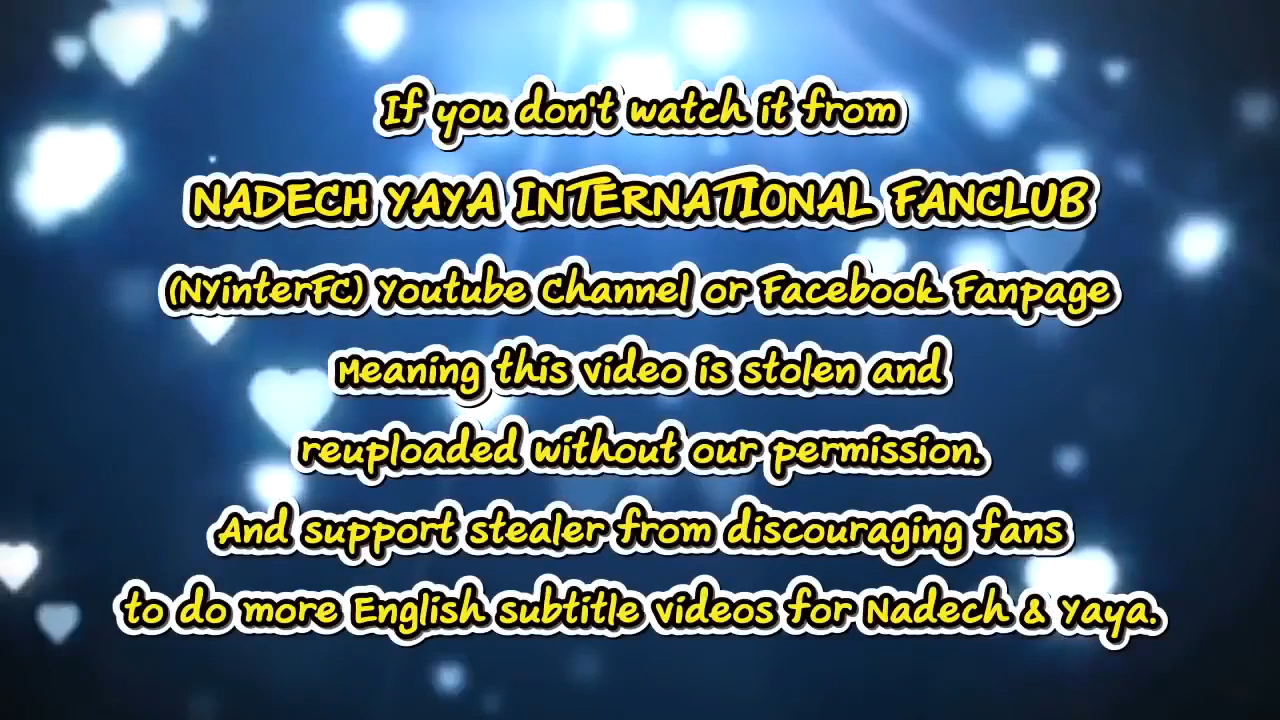 If you don't watch it from
NADECH YAYA INTERNATIONAL FANCLUB
(NYinterFC) Youtube Channel or Facebook Fanpage
Meaning this video is stolen and
reuploaded without our permission.
And support stealer from discouraging fans
to do more English subtitle videos for Nadech & Yaya.